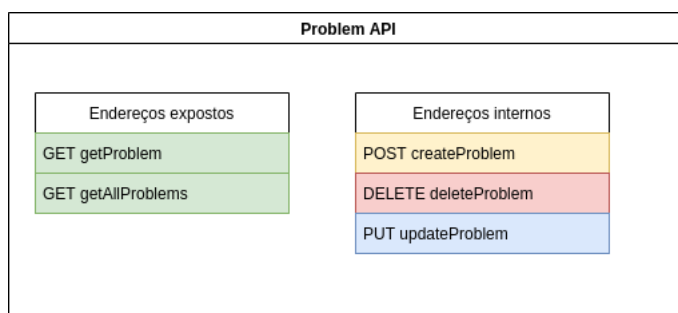 Problem API
Endereços expostos
GET getProblem
GET getAllProblems
Endereços internos
POST createProblem
DELETE deleteProblem
PUT updateProblem